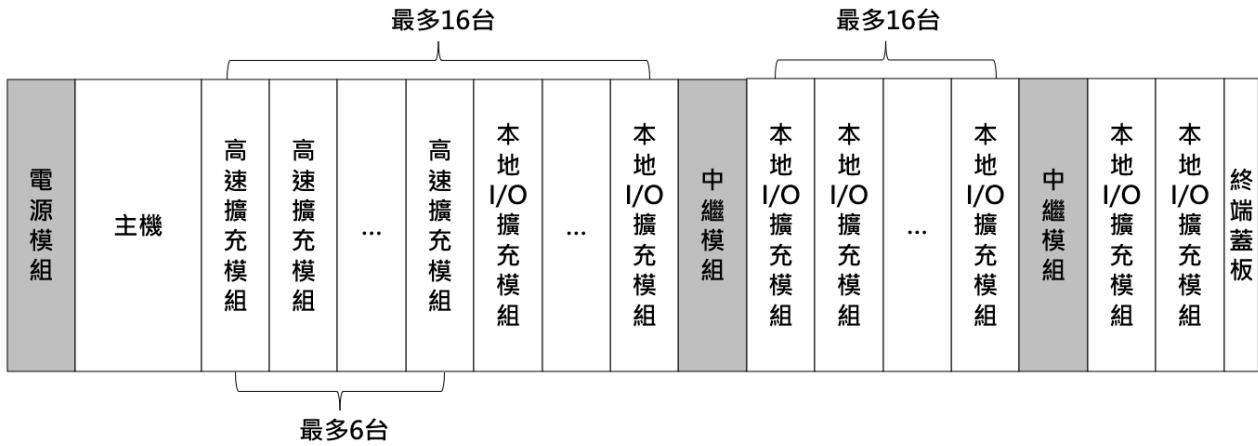 最多16台
最多16台
電源模組
主機
高速擴充模組
高速擴充模組
...
高速擴充模組
本地I/O擴充模組
...
本地I/O擴充模組
中繼模組
本地I/O擴充模組
本地I/O擴充模組
...
本地I/O擴充模組
中繼模組
本地I/O擴充模組
本地I/O擴充模組
終端蓋板
最多6台